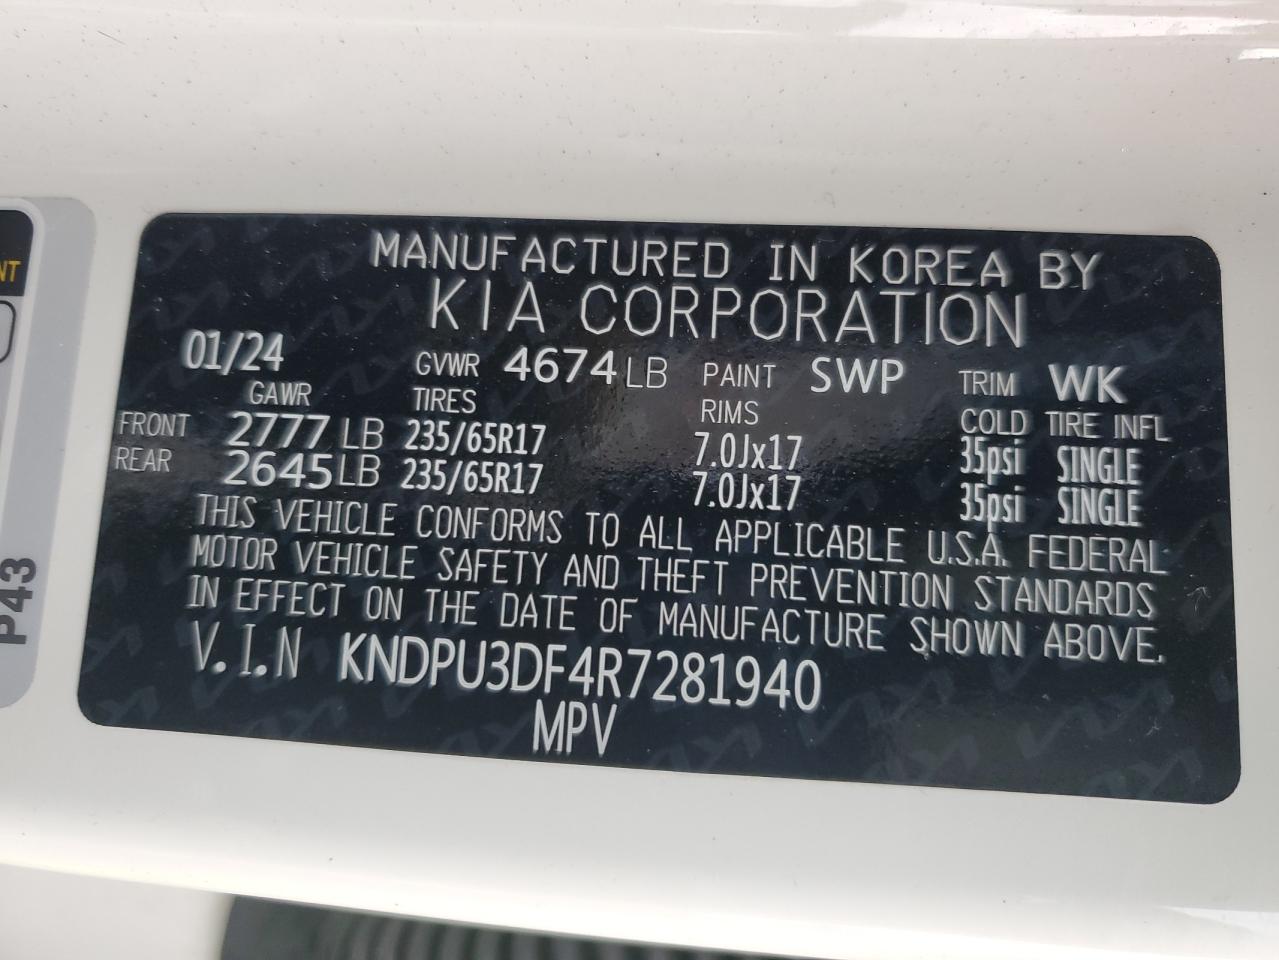 MANUFACTURED IN KOREA BY
KIA CORPORATION
01/24 GVWR 4674 LB PAINT SWP TRIM WK
GAWR TIRES RIMS COLD TIRE INFL
FRONT 2777 LB 235/65R17 7.0Jx17 35psi SINGLE
REAR 2645 LB 235/65R17 7.0Jx17 35psi SINGLE
THIS VEHICLE CONFORMS TO ALL APPLICABLE U.S.A. FEDERAL
MOTOR VEHICLE SAFETY AND THEFT PREVENTION STANDARDS
IN EFFECT ON THE DATE OF MANUFACTURE SHOWN ABOVE.
V.I.N KNDPU3DF4R7281940
MPV
P43